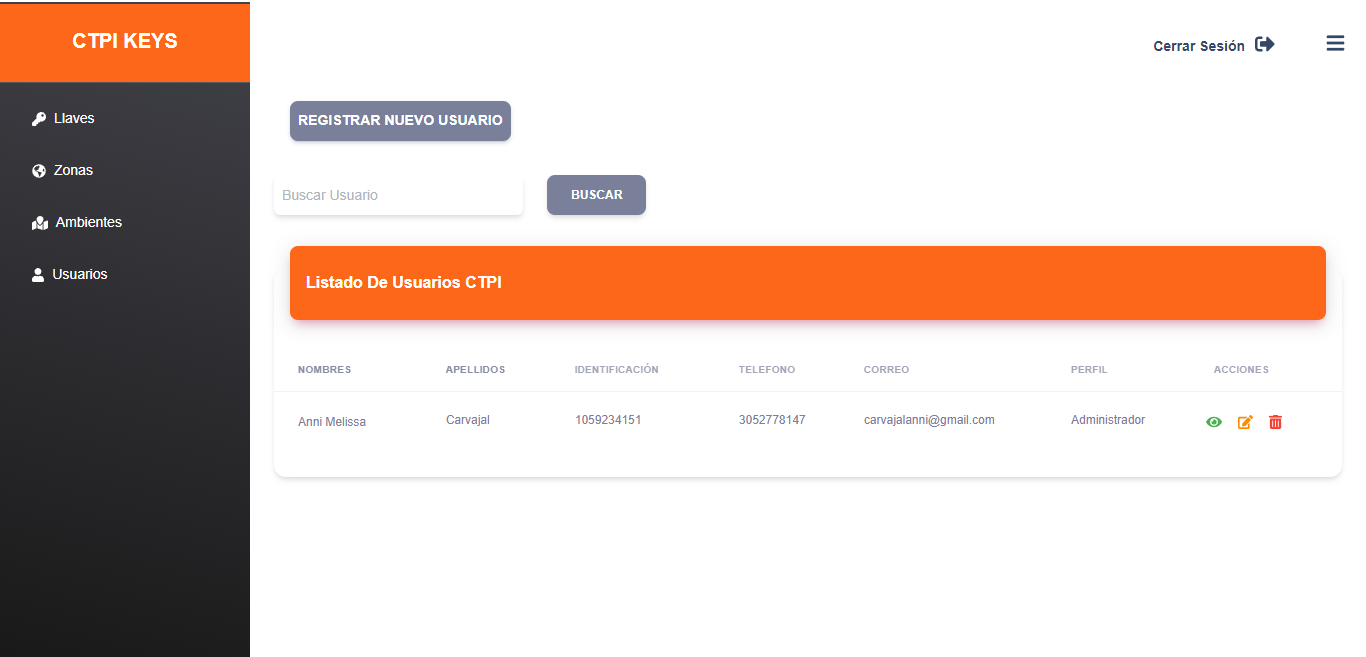 CTPI KEYS
Cerrar Sesión
Llaves
Zonas
Ambientes
Usuarios
REGISTRAR NUEVO USUARIO
Buscar Usuario
BUSCAR
Listado De Usuarios CTPI
NOMBRES APELLIDOS IDENTIFICACIÓN TELEFONO CORREO PERFIL ACCIONES
Anni Melissa Carvajal 1059234151 3052778147 carvajalanni@gmail.com Administrador